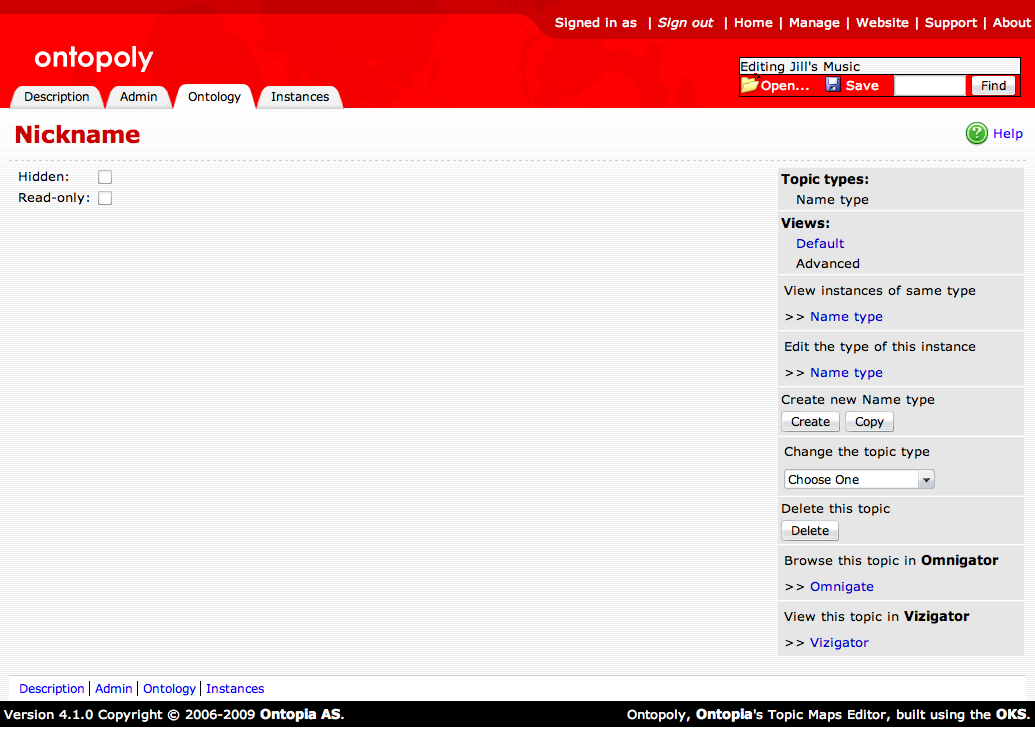 Signed in as | Sign out | Home | Manage | Website | Support | About
ontopoly
Editing Jill's Music
Open... Save Find
Description Admin Ontology Instances
Nickname
Help
Hidden:
Read-only:
Topic types:
Name type
Views:
Default
Advanced
View instances of same type
>> Name type
Edit the type of this instance
>> Name type
Create new Name type
Create Copy
Change the topic type
Choose One
Delete this topic
Delete
Browse this topic in Omnigator
>> Omnigate
View this topic in Vizigator
>> Vizigator
Description | Admin | Ontology | Instances
Version 4.1.0 Copyright © 2006-2009 Ontopia AS.
Ontopoly, Ontopia's Topic Maps Editor, built using the OKS.